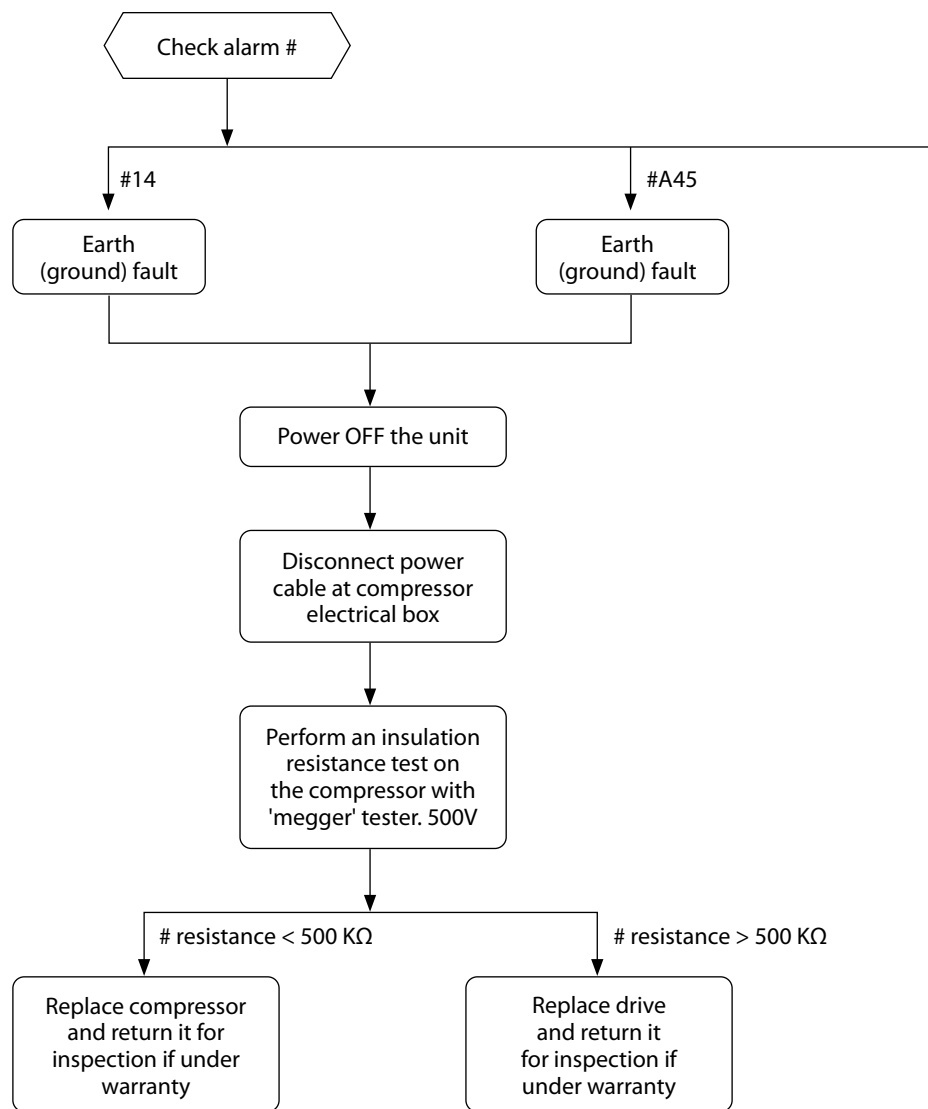 Check alarm #
#14
#A45
Earth
(ground) fault
Earth
(ground) fault
Power OFF the unit
Disconnect power
cable at compressor
electrical box
Perform an insulation
resistance test on
the compressor with
'megger' tester. 500V
# resistance < 500 KΩ
# resistance > 500 KΩ
Replace compressor
and return it for
inspection if under
warranty
Replace drive
and return it
for inspection if
under warranty